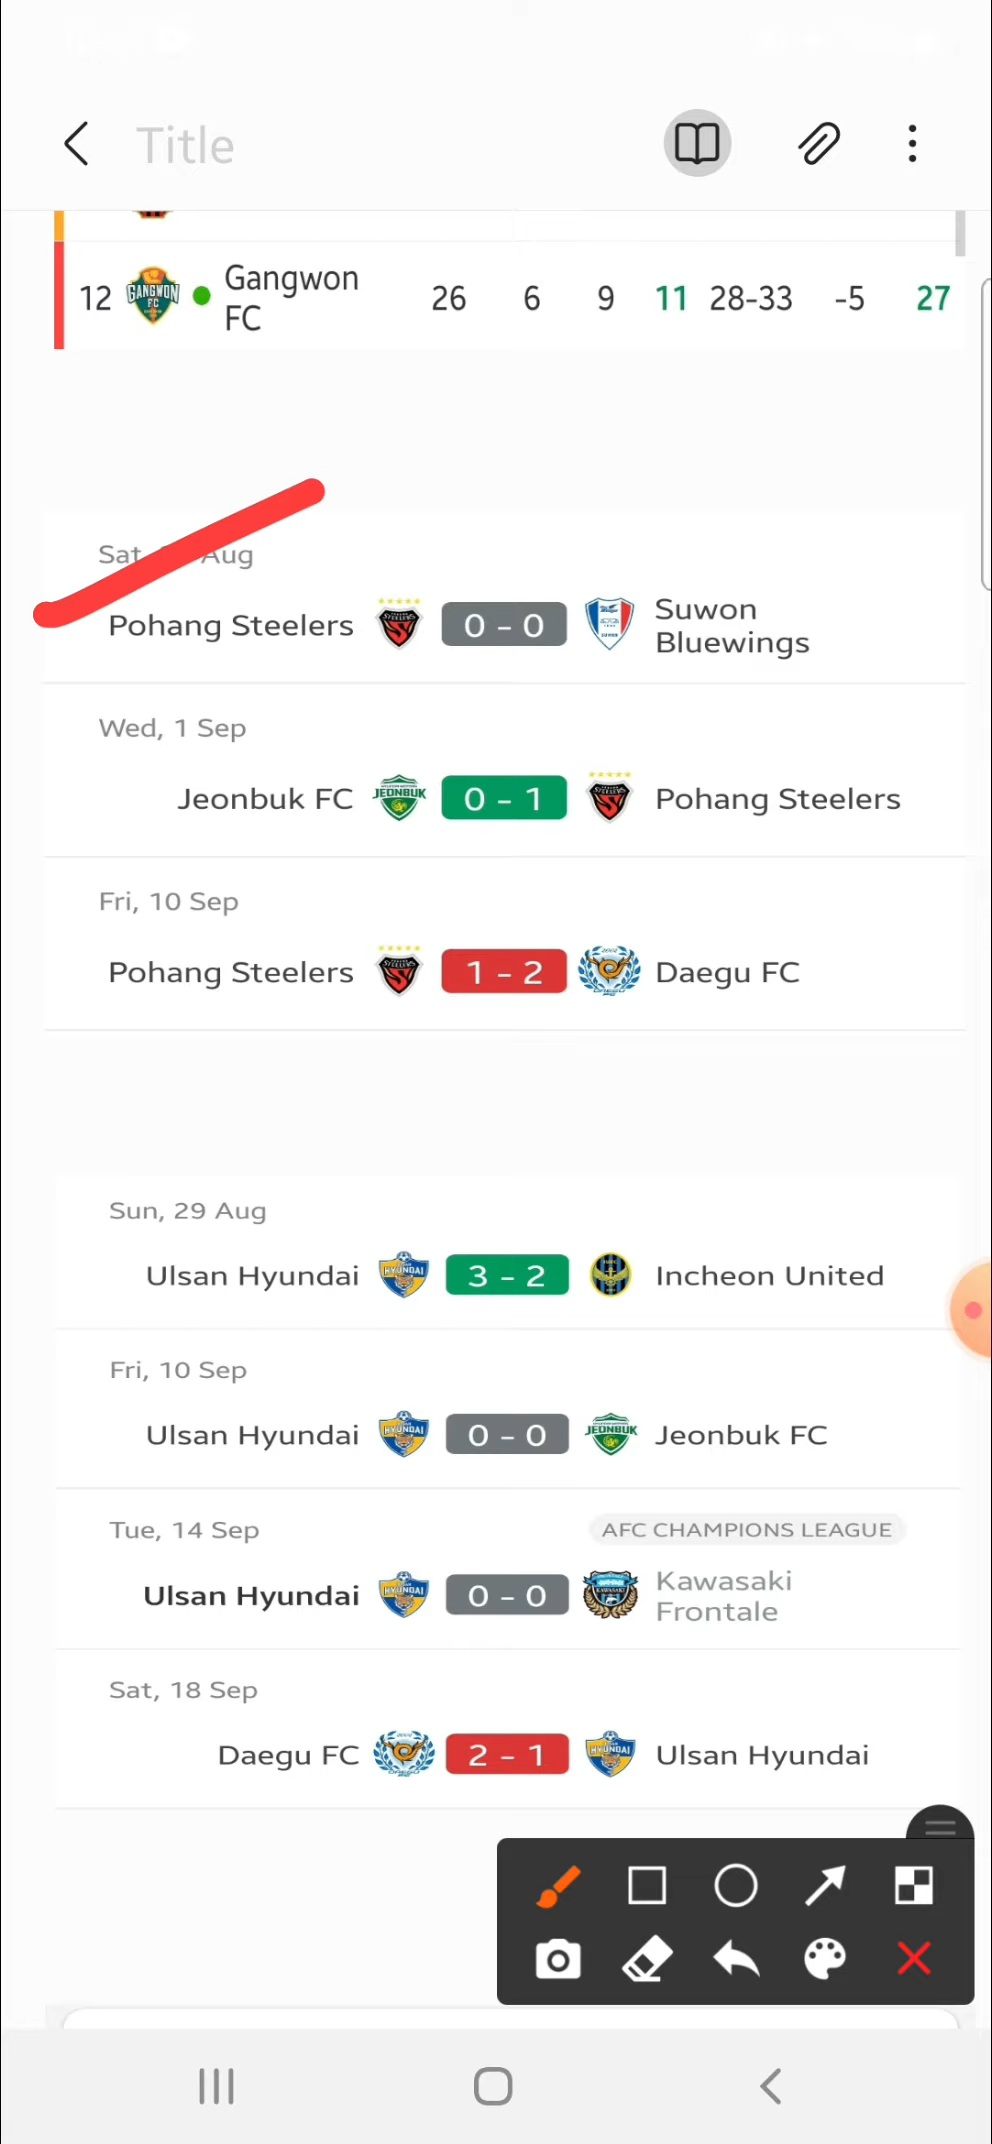 Title
12 Gangwon FC 26 6 9 11 28-33 -5 27
Sat, Aug
Pohang Steelers 0 - 0 Suwon Bluewings
Wed, 1 Sep
Jeonbuk FC 0 - 1 Pohang Steelers
Fri, 10 Sep
Pohang Steelers 1 - 2 Daegu FC
Sun, 29 Aug
Ulsan Hyundai 3 - 2 Incheon United
Fri, 10 Sep
Ulsan Hyundai 0 - 0 Jeonbuk FC
Tue, 14 Sep AFC CHAMPIONS LEAGUE
Ulsan Hyundai 0 - 0 Kawasaki Frontale
Sat, 18 Sep
Daegu FC 2 - 1 Ulsan Hyundai